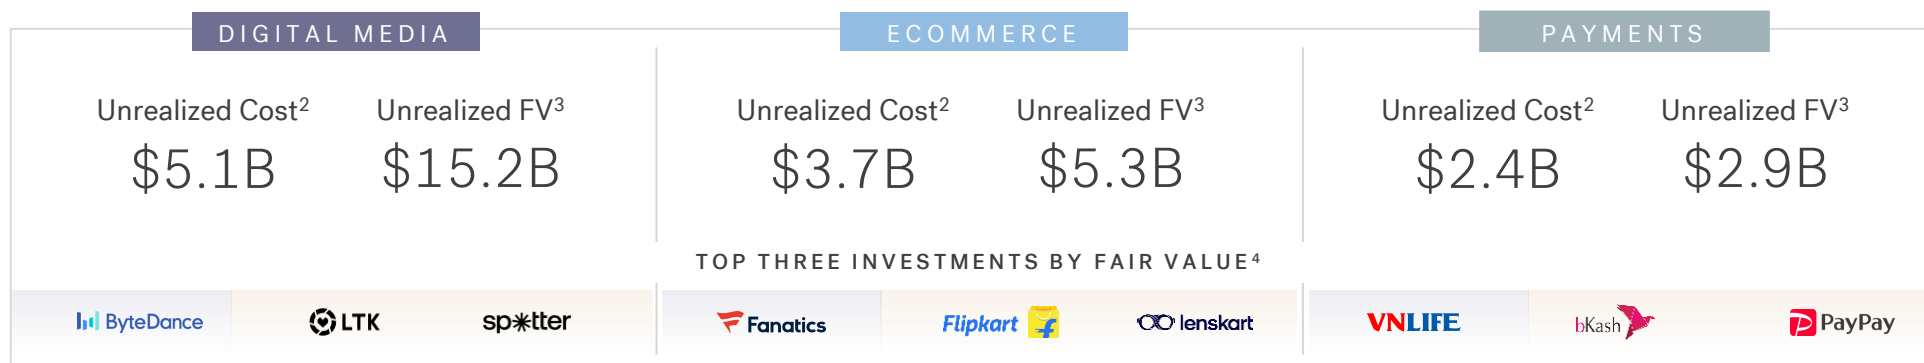 DIGITAL MEDIA
Unrealized Cost² Unrealized FV³
$5.1B $15.2B
ECOMMERCE
Unrealized Cost² Unrealized FV³
$3.7B $5.3B
PAYMENTS
Unrealized Cost² Unrealized FV³
$2.4B $2.9B
TOP THREE INVESTMENTS BY FAIR VALUE⁴
ByteDance LTK spotter
Fanatics Flipkart lenskart
VNLIFE bKash PayPay